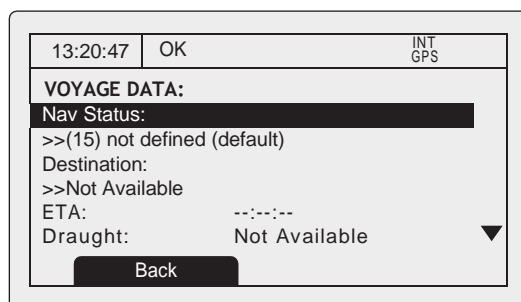 13:20:47 OK INT
GPS
VOYAGE DATA:
Nav Status:
>>(15) not defined (default)
Destination:
>>Not Available
ETA: --:--:--
Draught: Not Available
Back